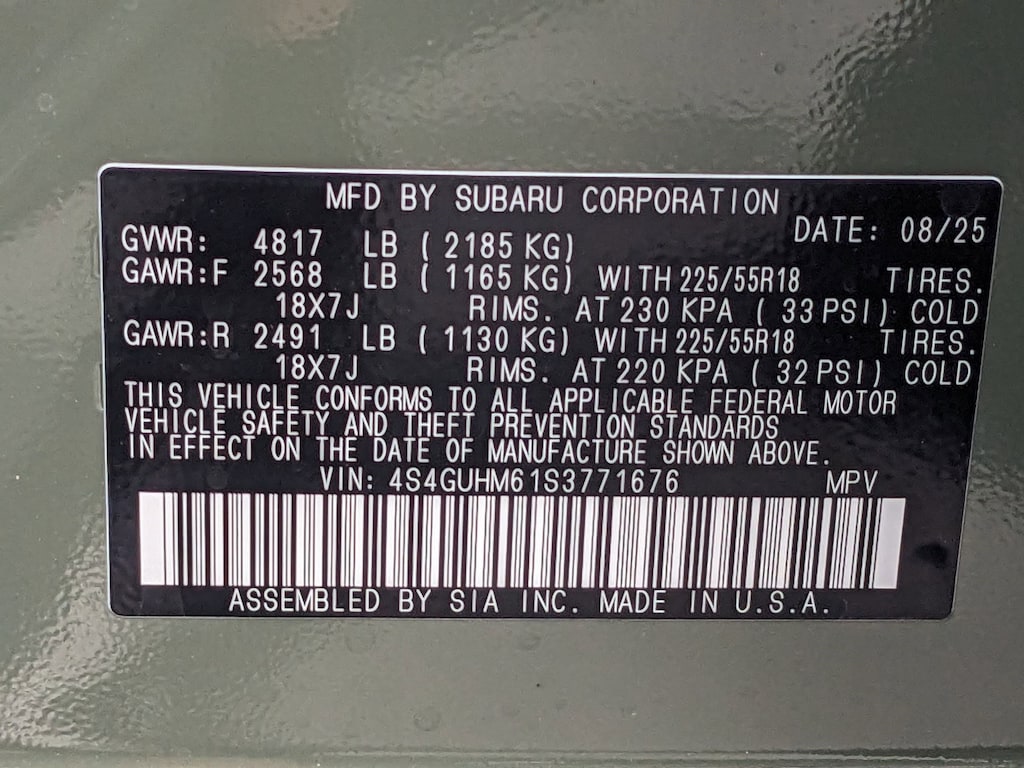 MFD BY SUBARU CORPORATION
DATE: 08/25
GVWR: 4817 LB ( 2185 KG)
GAWR:F 2568 LB ( 1165 KG) WITH 225/55R18 TIRES.
18X7J RIMS. AT 230 KPA ( 33 PSI) COLD
GAWR:R 2491 LB ( 1130 KG) WITH 225/55R18 TIRES.
18X7J RIMS. AT 220 KPA ( 32 PSI) COLD
THIS VEHICLE CONFORMS TO ALL APPLICABLE FEDERAL MOTOR
VEHICLE SAFETY AND THEFT PREVENTION STANDARDS
IN EFFECT ON THE DATE OF MANUFACTURE SHOWN ABOVE.
VIN: 4S4GUHM61S3771676 MPV
ASSEMBLED BY SIA INC. MADE IN U.S.A.